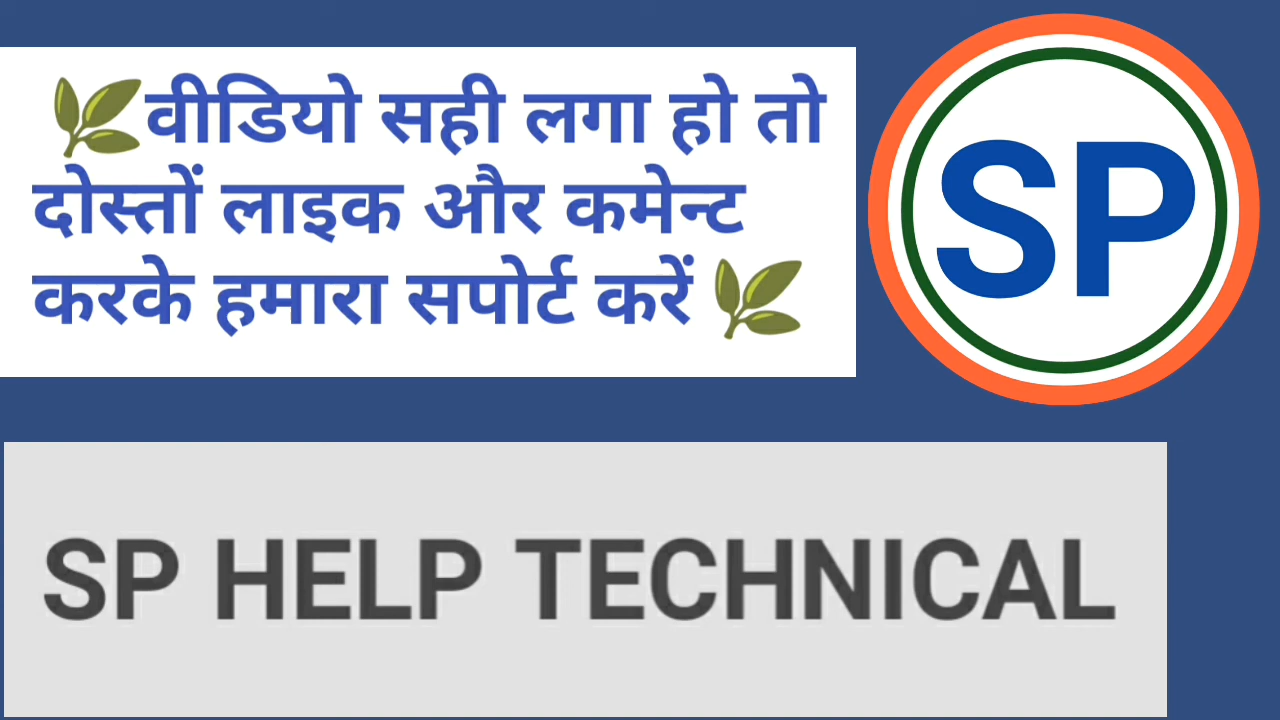 🌿वीडियो सही लगा हो तो
दोस्तों लाइक और कमेन्ट
करके हमारा सपोर्ट करें 🌿
SP
SP HELP TECHNICAL